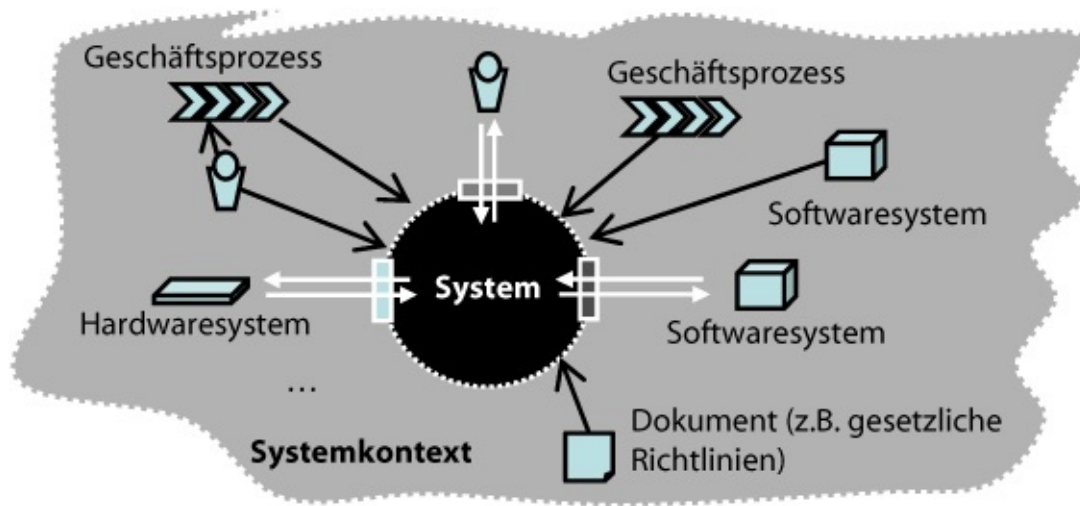 Geschäftsprozess
Geschäftsprozess
Softwaresystem
System
Hardwaresystem
Softwaresystem
...
Dokument (z.B. gesetzliche
Richtlinien)
Systemkontext